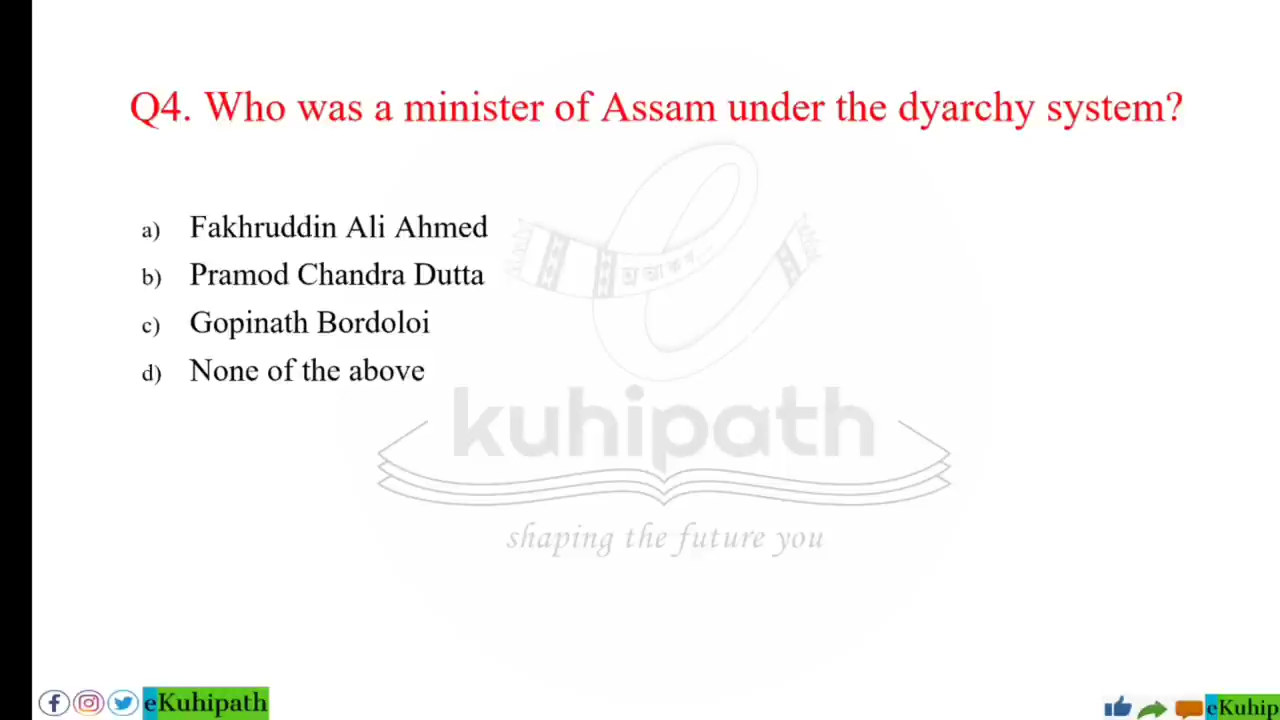 Q4. Who was a minister of Assam under the dyarchy system?
a) Fakhruddin Ali Ahmed
b) Pramod Chandra Dutta
c) Gopinath Bordoloi
d) None of the above
kuhipath
shaping the future you
eKuhipath
eKuhip